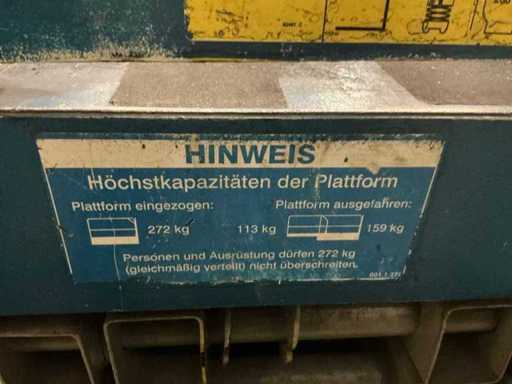 HINWEIS
Höchstkapazitäten der Plattform
Plattform eingezogen: Plattform ausgefahren:
272 kg 113 kg 159 kg
Personen und Ausrüstung dürfen 272 kg
(gleichmäßig verteilt) nicht überschreiten.